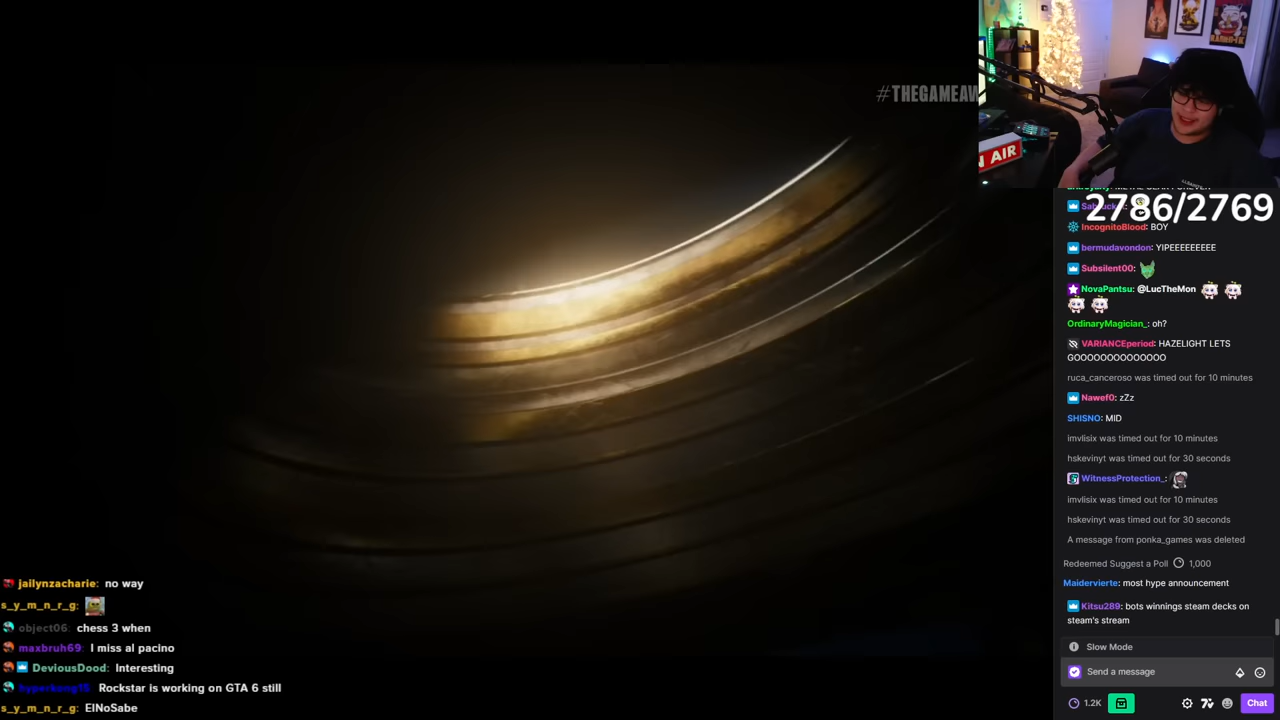 #THEGAMEAW
N AIR
2786/2769
IncognitoBlood: BOY
bermudavondon: YIPEEEEEEEEE
Subsilent00:
NovaPantsu: @LucTheMon
OrdinaryMagician_: oh?
VARIANCEperiod: HAZELIGHT LETS
GOOOOOOOOOOOOOO
ruca_canceroso was timed out for 10 minutes
Nawef0: zZz
SHISNO: MID
imvlisix was timed out for 10 minutes
hskevinyt was timed out for 30 seconds
WitnessProtection_:
imvlisix was timed out for 10 minutes
hskevinyt was timed out for 30 seconds
A message from ponka_games was deleted
Redeemed Suggest a Poll 1,000
Maidervierte: most hype announcement
Kitsu289: bots winnings steam decks on
steam's stream
Slow Mode
Send a message
1.2K
Chat
jailynzacharie: no way
s_y_m_n_r_g:
object06: chess 3 when
maxbruh69: I miss al pacino
DeviousDood: Interesting
hyperkong15: Rockstar is working on GTA 6 still
s_y_m_n_r_g: ElNoSabe